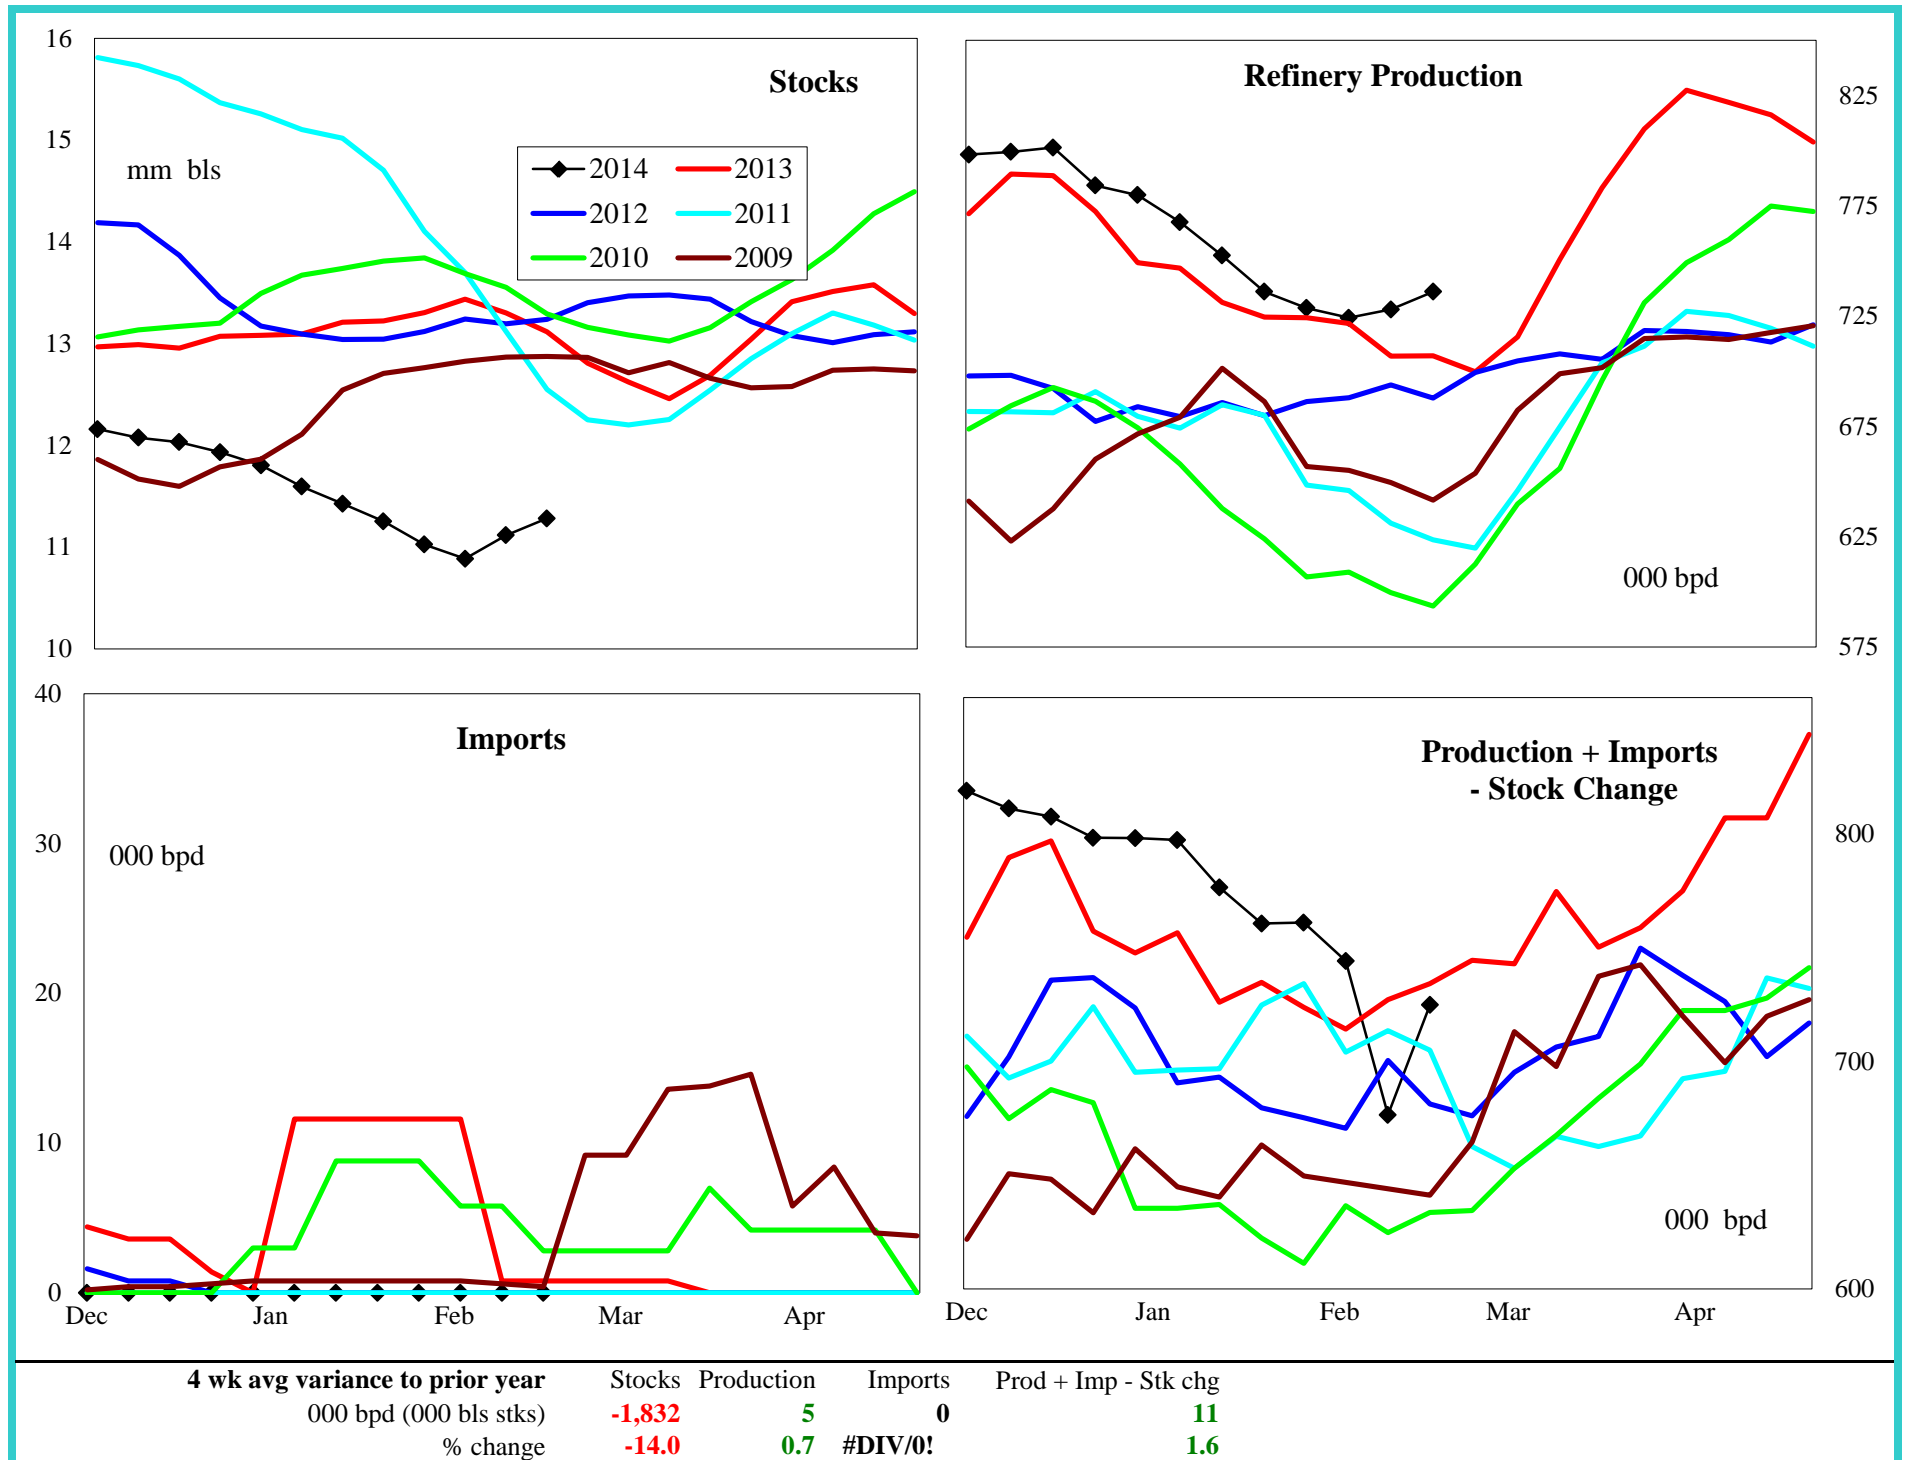 Stocks
mm bls
16
15
14
13
12
11
10
2014
2013
2012
2011
2010
2009
Refinery Production
000 bpd
825
775
725
675
625
575
Imports
000 bpd
40
30
20
10
0
Dec Jan Feb Mar Apr
Production + Imports
- Stock Change
000 bpd
800
700
600
Dec Jan Feb Mar Apr
4 wk avg variance to prior year Stocks Production Imports Prod + Imp - Stk chg
000 bpd (000 bls stks) -1,832 5 0 11
% change -14.0 0.7 #DIV/0! 1.6